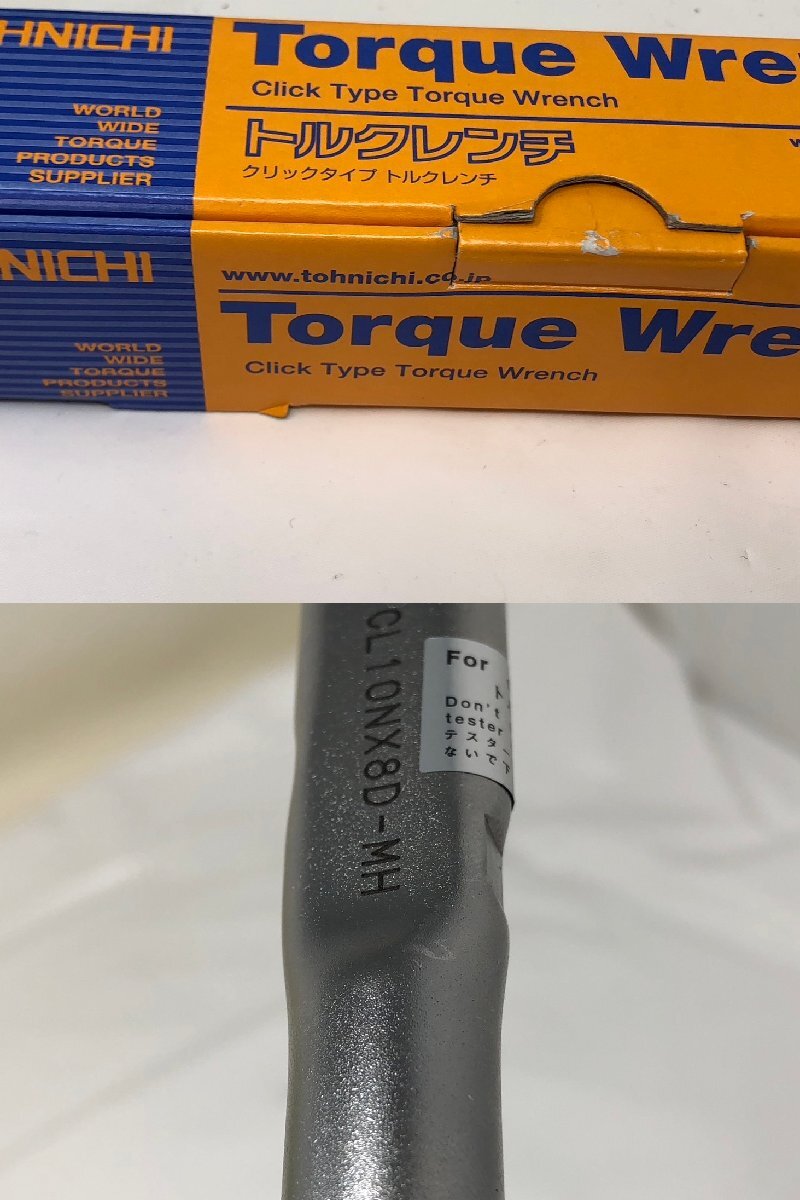 HNICHI
Torque Wre
Click Type Torque Wrench
トルクレンチ
クリックタイプ トルクレンチ
WORLD
WIDE
TORQUE
PRODUCTS
SUPPLIER
NICHI
www.tohnichi.co.jp
Torque Wre
Click Type Torque Wrench
WORLD
WIDE
TORQUE
PRODUCTS
SUPPLIER
CL10NX8D-MH
For
ト
Don't
tester
テスター
ないで下